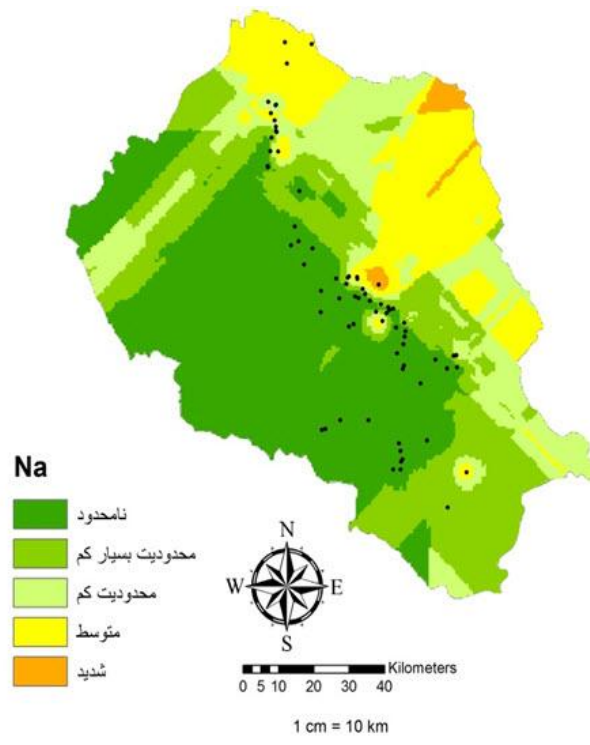 Na
نامحدود
محدودیت بسیار کم
محدودیت کم
متوسط
شدید
N
W E
S
Kilometers
0 5 10 20 30 40
1 cm = 10 km